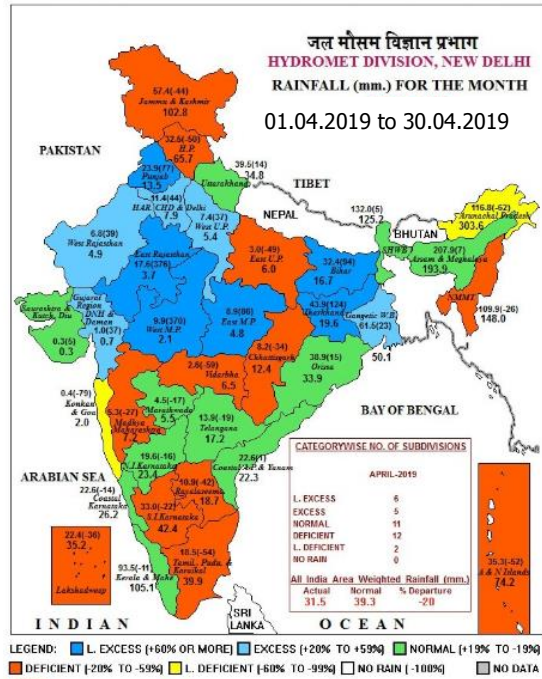 जल मौसम विज्ञान प्रभाग
HYDROMET DIVISION, NEW DELHI
RAINFALL (mm.) FOR THE MONTH
01.04.2019 to 30.04.2019
57.4(-44)
Jammu & Kashmir
102.8
32.6(-50)
H.P.
65.7
PAKISTAN
23.9(77)
Punjab
13.5
39.5(14)
34.8
Uttarakhand
TIBET
11.4(44)
HAR. CHD & Delhi
7.9
7.4(37)
West U.P.
5.4
NEPAL
132.0(5)
125.2
BHUTAN
116.8(-62)
Arunachal Pradesh
303.6
6.8(39)
West Rajasthan
4.9
East Rajasthan
17.6(376)
3.7
3.0(-49)
East U.P.
6.0
32.4(94)
Bihar
16.7
SHWB
207.9(7)
Assam & Meghalaya
193.9
NMMT
109.9(-26)
148.0
Saurashtra &
Kutch, Diu
0.3(5)
0.3
Gujarat
Region
DNH &
Daman
1.0(37)
0.7
9.9(370)
West M.P.
2.1
8.9(86)
East M.P.
4.8
43.9(124)
Jharkhand
19.6
Gangetic W.B.
61.5(23)
50.1
8.2(-34)
Chhattisgarh
12.4
2.6(-59)
Vidarbha
6.5
38.9(15)
Orissa
33.9
0.4(-79)
Konkan
& Goa
2.0
5.3(-27)
Madhya
Maharashtra
7.2
4.5(-17)
Marathwada
5.5
13.9(-19)
Telangana
17.2
BAY OF BENGAL
ARABIAN SEA
19.6(-16)
N.I.Karnataka
23.4
22.6(1)
Coastal A.P.& Yanam
22.3
22.6(-14)
Coastal
Karnataka
26.2
10.9(-42)
Rayalaseema
18.7
33.0(-22)
S.I.Karnataka
42.4
18.5(-54)
Tamil, Pudu, &
Karaikal
39.9
93.5(-11)
Kerala & Mahe
105.1
22.4(-36)
35.2
Lakshadweep
35.3(-52)
A & N Islands
74.2
CATEGORYWISE NO. OF SUBDIVISIONS
APRIL-2019
L. EXCESS 6
EXCESS 5
NORMAL 11
DEFICIENT 12
L. DEFICIENT 2
NO RAIN 0
All India Area Weighted Rainfall (mm.)
Actual Normal % Departure
31.5 39.3 -20
SRI
LANKA
INDIAN OCEAN
LEGEND: L. EXCESS (+60% OR MORE) EXCESS (+20% TO +59%) NORMAL (+19% TO -19%)
DEFICIENT (-20% TO -59%) L. DEFICIENT (-60% TO -99%) NO RAIN (-100%) NO DATA